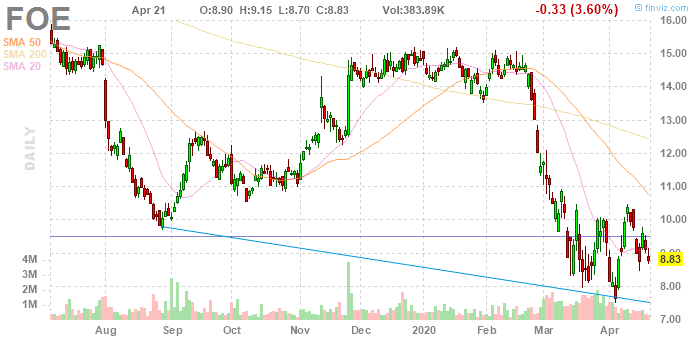 FOE
Apr 21 O:8.90 H:9.15 L:8.70 C:8.83 Vol:383.89K -0.33 (3.60%)
© finviz.com
SMA 50
SMA 200
SMA 20
DAILY
16.00
15.00
14.00
13.00
12.00
11.00
10.00
9.00
8.83
8.00
7.00
4M
3M
2M
1M
Aug Sep Oct Nov Dec 2020 Feb Mar Apr